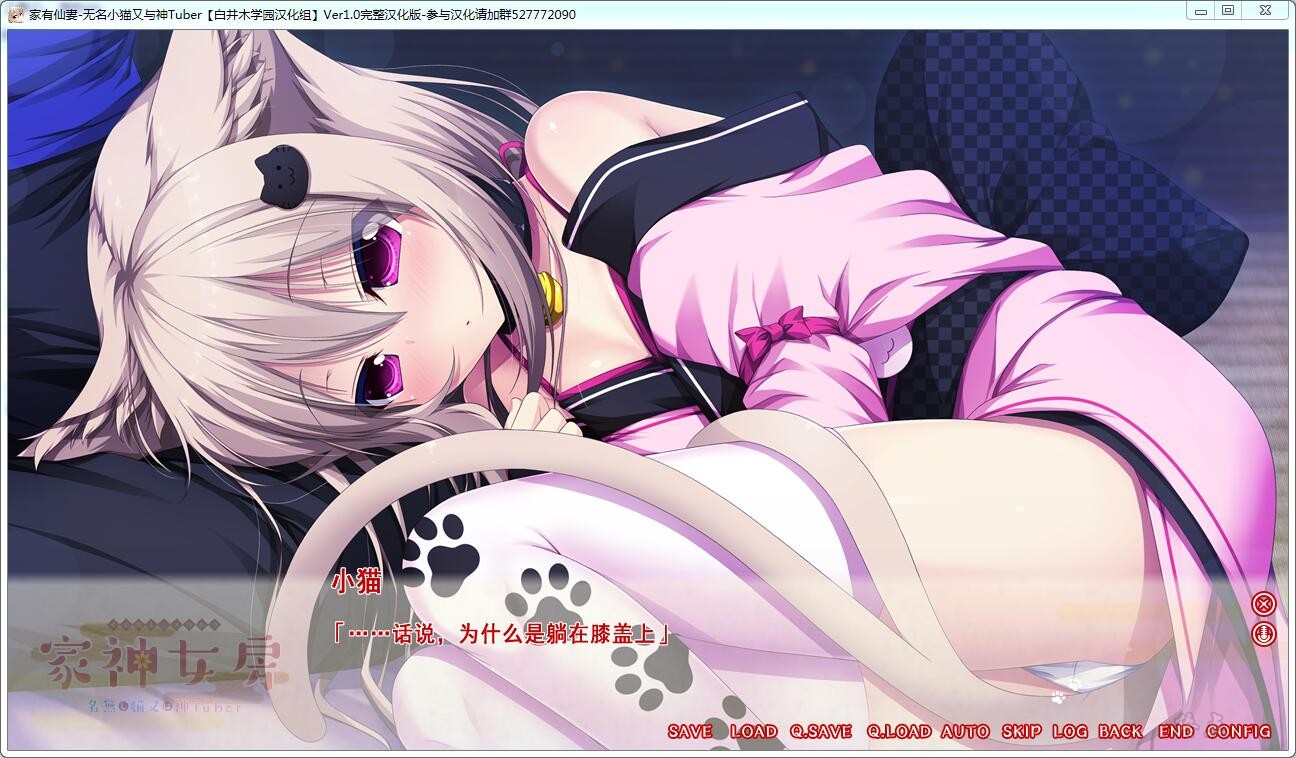 家有仙妻-无名小猫又与神Tuber【白井木学园汉化组】Ver1.0完整汉化版-参与汉化请加群527772090
小猫
「……话说，为什么是躺在膝盖上」
家神女房
名無し猫又と神Tuber
SAVE LOAD Q.SAVE Q.LOAD AUTO SKIP LOG BACK END CONFIG